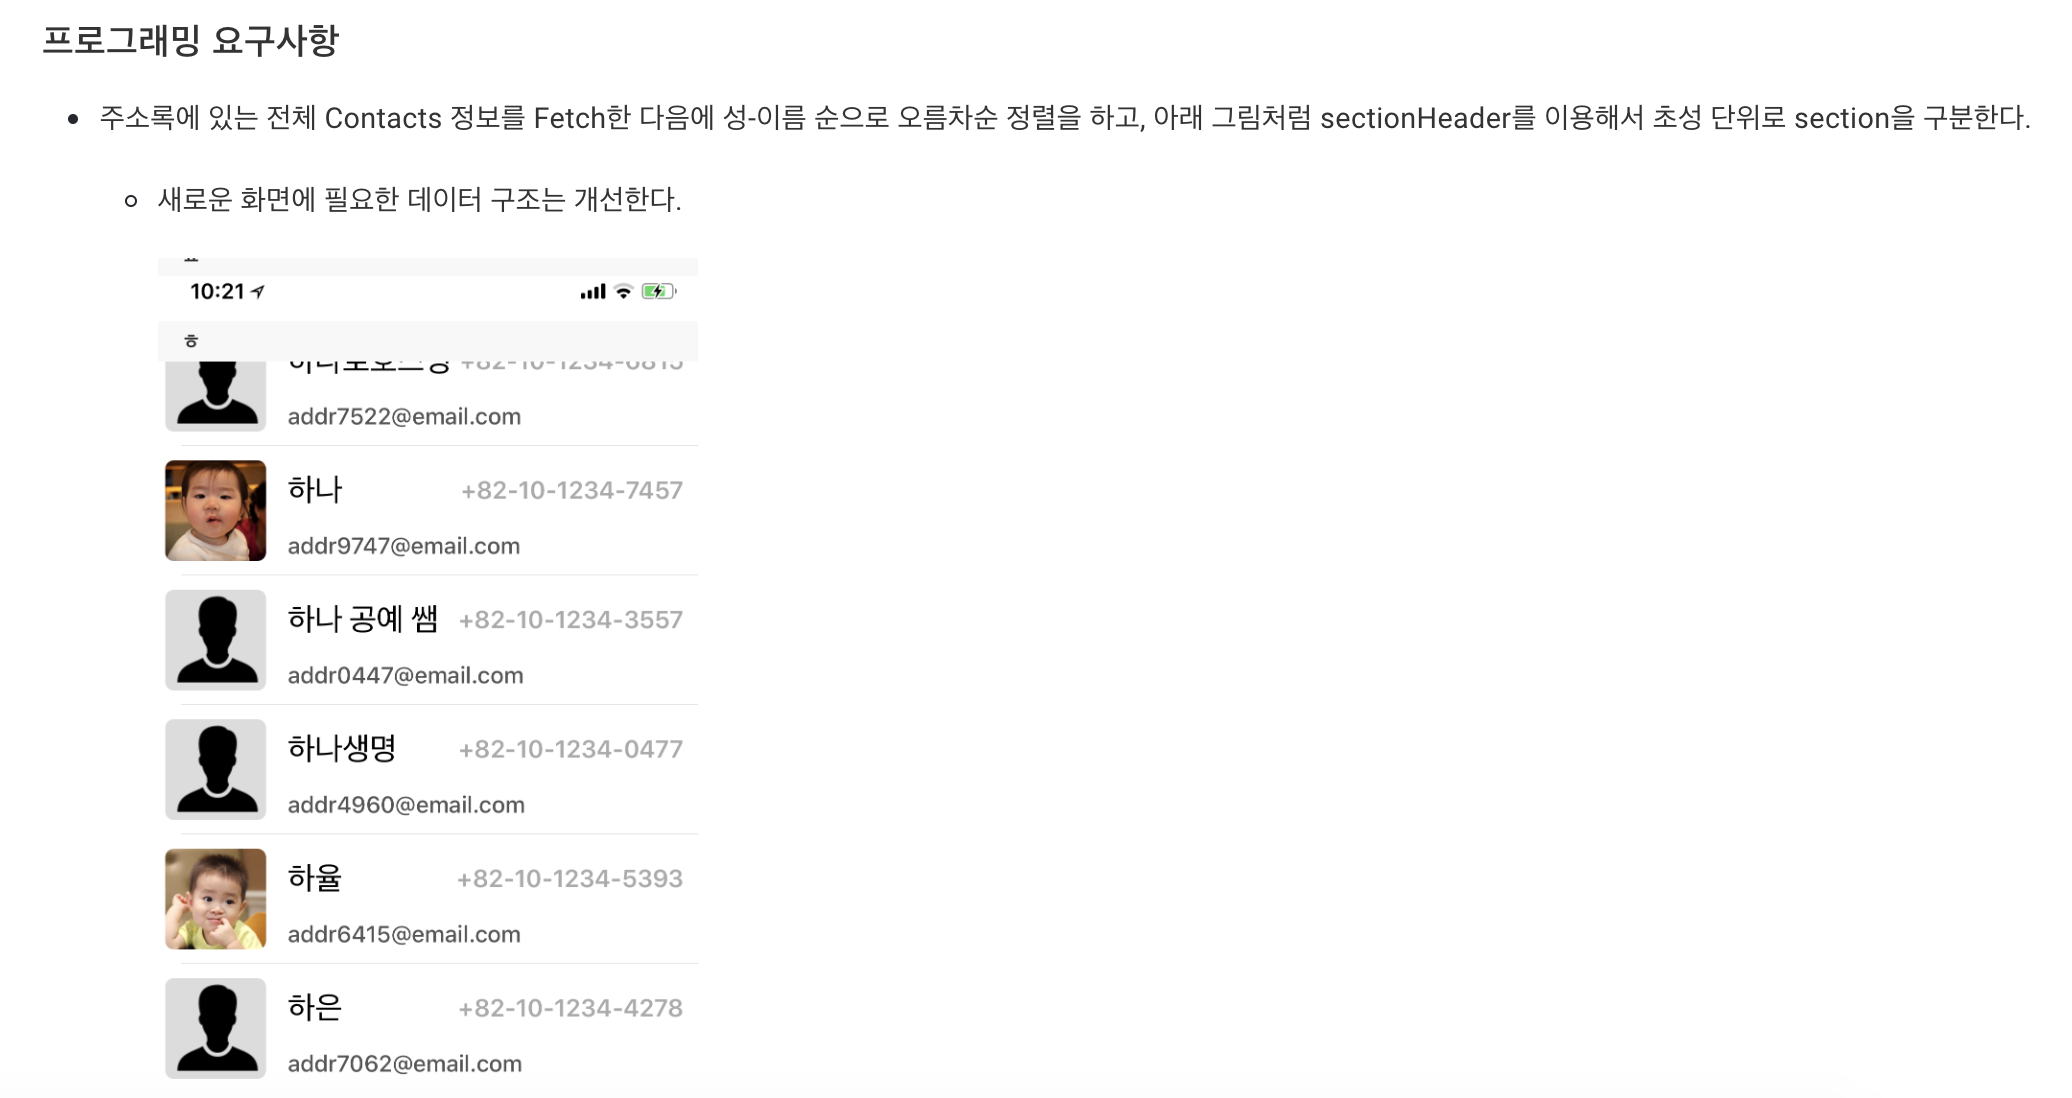 프로그래밍 요구사항
주소록에 있는 전체 Contacts 정보를 Fetch한 다음에 성-이름 순으로 오름차순 정렬을 하고, 아래 그림처럼 sectionHeader를 이용해서 초성 단위로 section을 구분한다.
새로운 화면에 필요한 데이터 구조는 개선한다.
10:21
ㅎ
addr7522@email.com
하나 +82-10-1234-7457
addr9747@email.com
하나 공예 쌤 +82-10-1234-3557
addr0447@email.com
하나생명 +82-10-1234-0477
addr4960@email.com
하율 +82-10-1234-5393
addr6415@email.com
하은 +82-10-1234-4278
addr7062@email.com